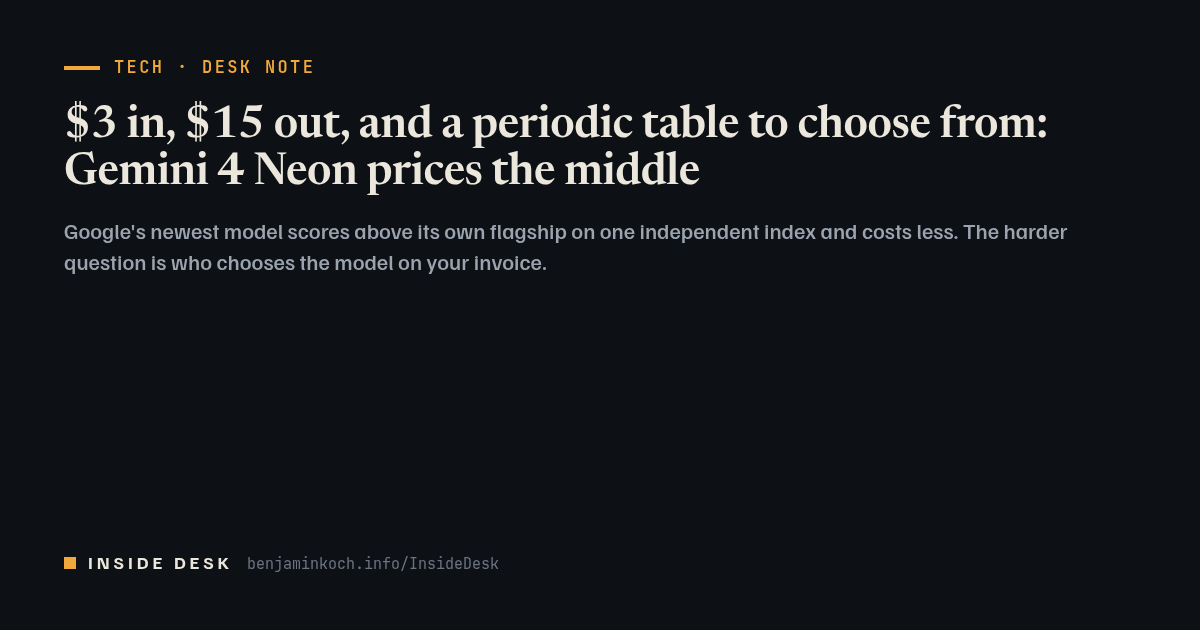 TECH · DESK NOTE
$3 in, $15 out, and a periodic table to choose from:
Gemini 4 Neon prices the middle
Google's newest model scores above its own flagship on one independent index and costs less. The harder
question is who chooses the model on your invoice.
INSIDE DESK benjaminkoch.info/InsideDesk